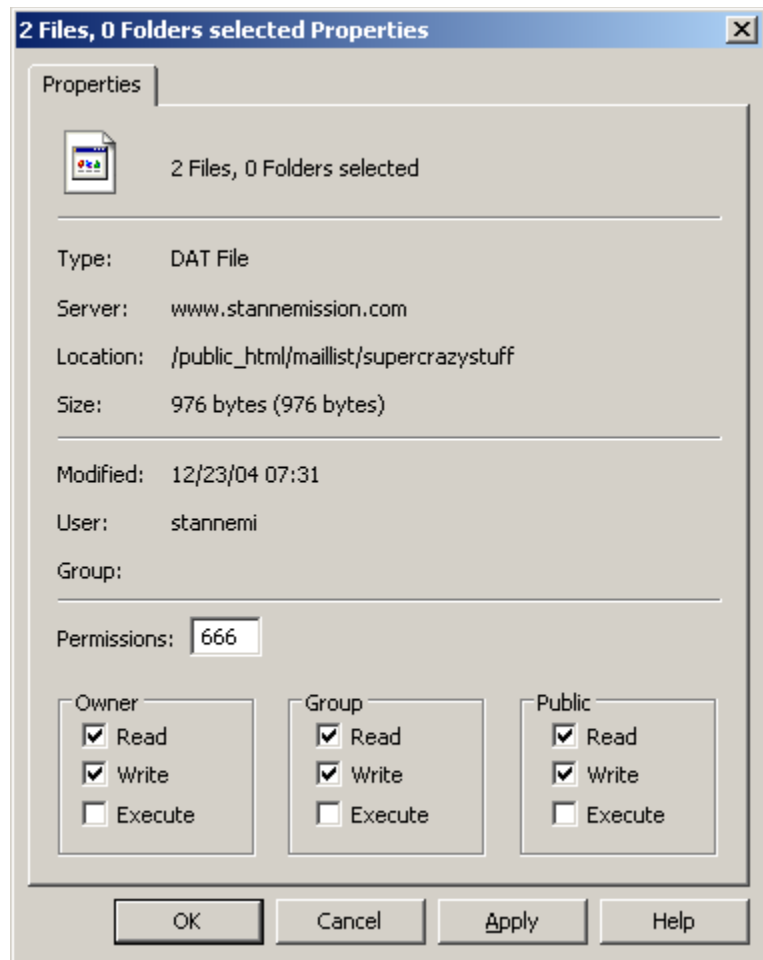 2 Files, 0 Folders selected Properties
Properties
2 Files, 0 Folders selected
Type: DAT File
Server: www.stannemission.com
Location: /public_html/maillist/supercrazystuff
Size: 976 bytes (976 bytes)
Modified: 12/23/04 07:31
User: stannemi
Group:
Permissions: 666
Owner Group Public
Read Read Read
Write Write Write
Execute Execute Execute
OK Cancel Apply Help